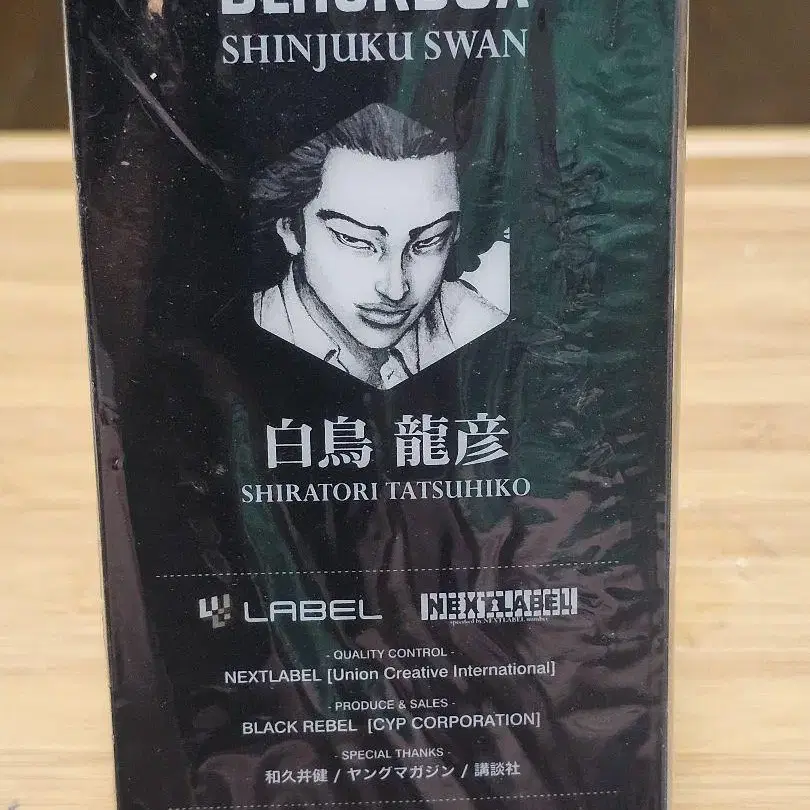 BLACKBOX
SHINJUKU SWAN
白鳥 龍彦
SHIRATORI TATSUHIKO
LABEL NEXTLABEL
- QUALITY CONTROL -
NEXTLABEL [Union Creative International]
- PRODUCE & SALES -
BLACK REBEL [CYP CORPORATION]
- SPECIAL THANKS -
和久井健 / ヤングマガジン / 講談社